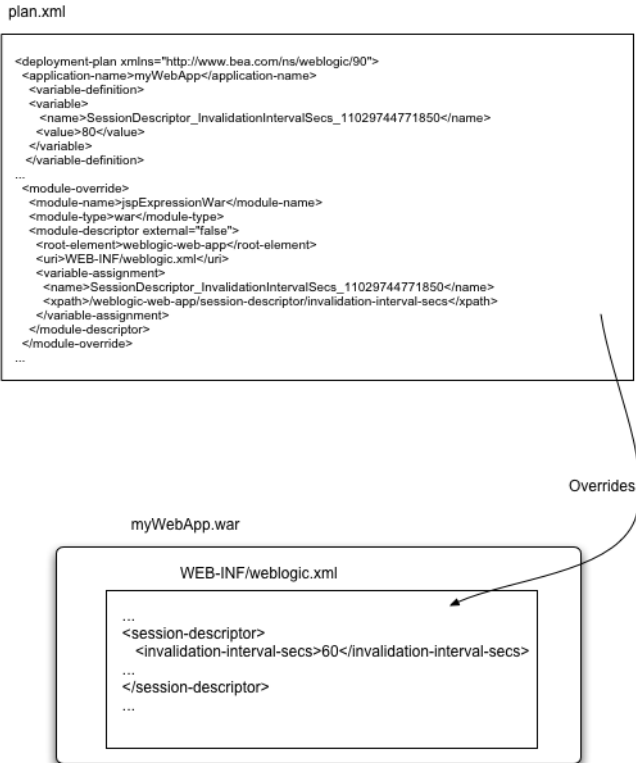 plan.xml
<deployment-plan xmlns="http://www.bea.com/ns/weblogic/90">
<application-name>myWebApp</application-name>
<variable-definition>
<variable>
<name>SessionDescriptor_InvalidationIntervalSecs_11029744771850</name>
<value>80</value>
</variable>
</variable-definition>
...
<module-override>
<module-name>jspExpressionWar</module-name>
<module-type>war</module-type>
<module-descriptor external="false">
<root-element>weblogic-web-app</root-element>
<uri>WEB-INF/weblogic.xml</uri>
<variable-assignment>
<name>SessionDescriptor_InvalidationIntervalSecs_11029744771850</name>
<xpath>/weblogic-web-app/session-descriptor/invalidation-interval-secs</xpath>
</variable-assignment>
</module-descriptor>
</module-override>
...
Overrides
myWebApp.war
WEB-INF/weblogic.xml
...
<session-descriptor>
<invalidation-interval-secs>60</invalidation-interval-secs>
...
</session-descriptor>
...